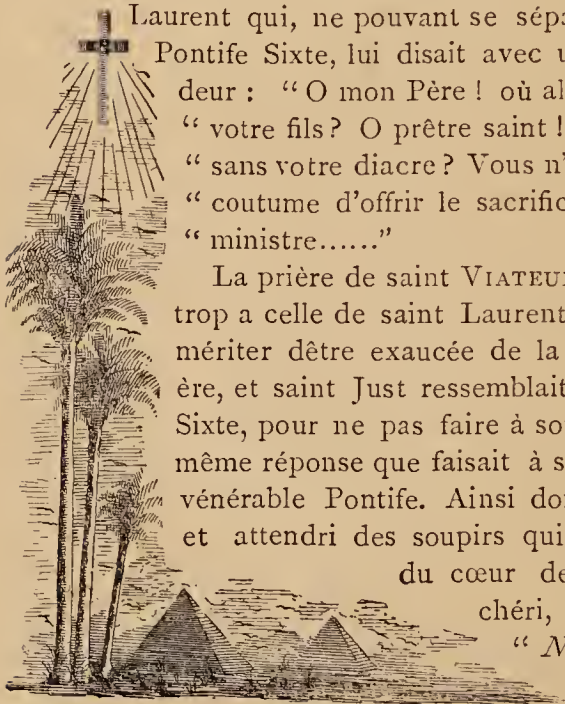 Laurent qui, ne pouvant se sépa
Pontife Sixte, lui disait avec u
deur : “ O mon Père ! où al
“ votre fils ? O prêtre saint !
“ sans votre diacre ? Vous n’
“ coutume d’offrir le sacrific
“ ministre......”
La prière de saint VIATEUR
trop a celle de saint Laurent
mériter dêtre exaucée de la
ère, et saint Just ressemblait
Sixte, pour ne pas faire à so
même réponse que faisait à s
vénérable Pontife. Ainsi do
et attendri des soupirs qui
du cœur de
chéri,
“ N